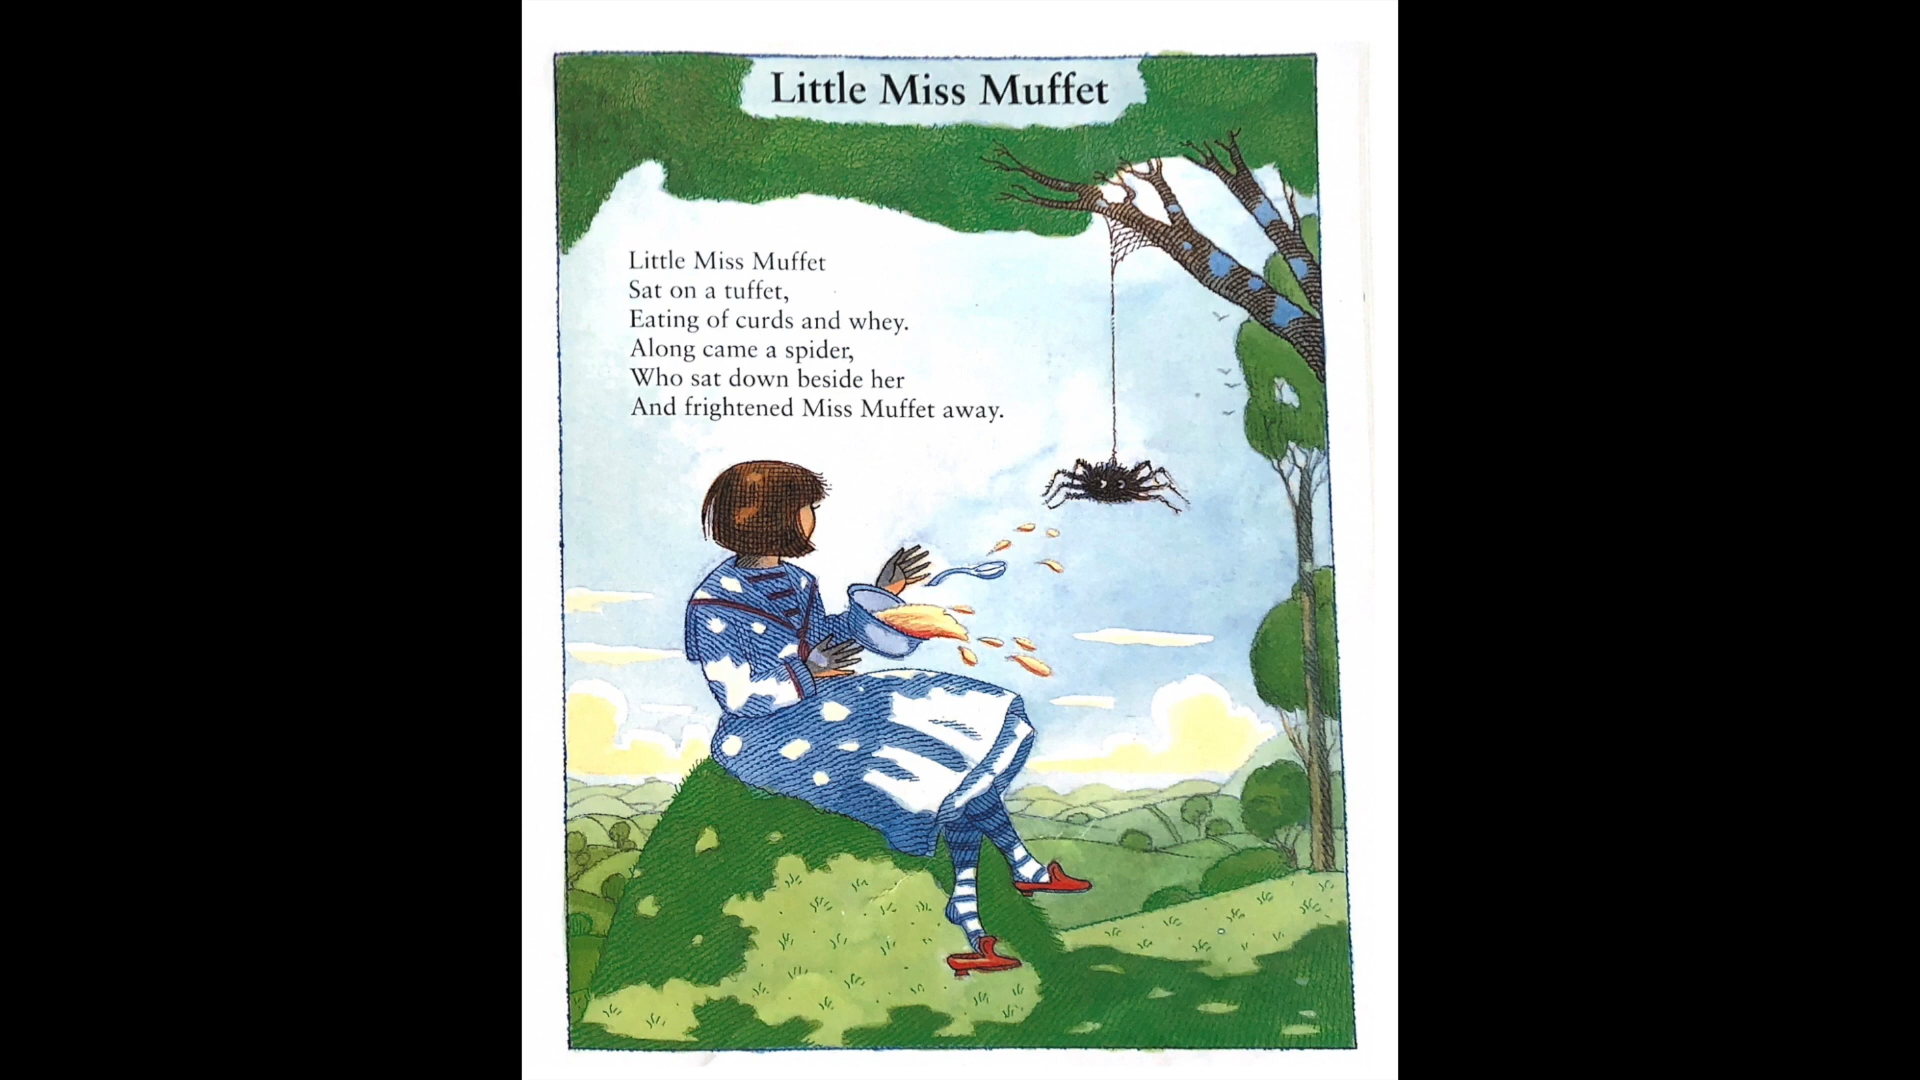 Little Miss Muffet
Little Miss Muffet
Sat on a tuffet,
Eating of curds and whey.
Along came a spider,
Who sat down beside her
And frightened Miss Muffet away.